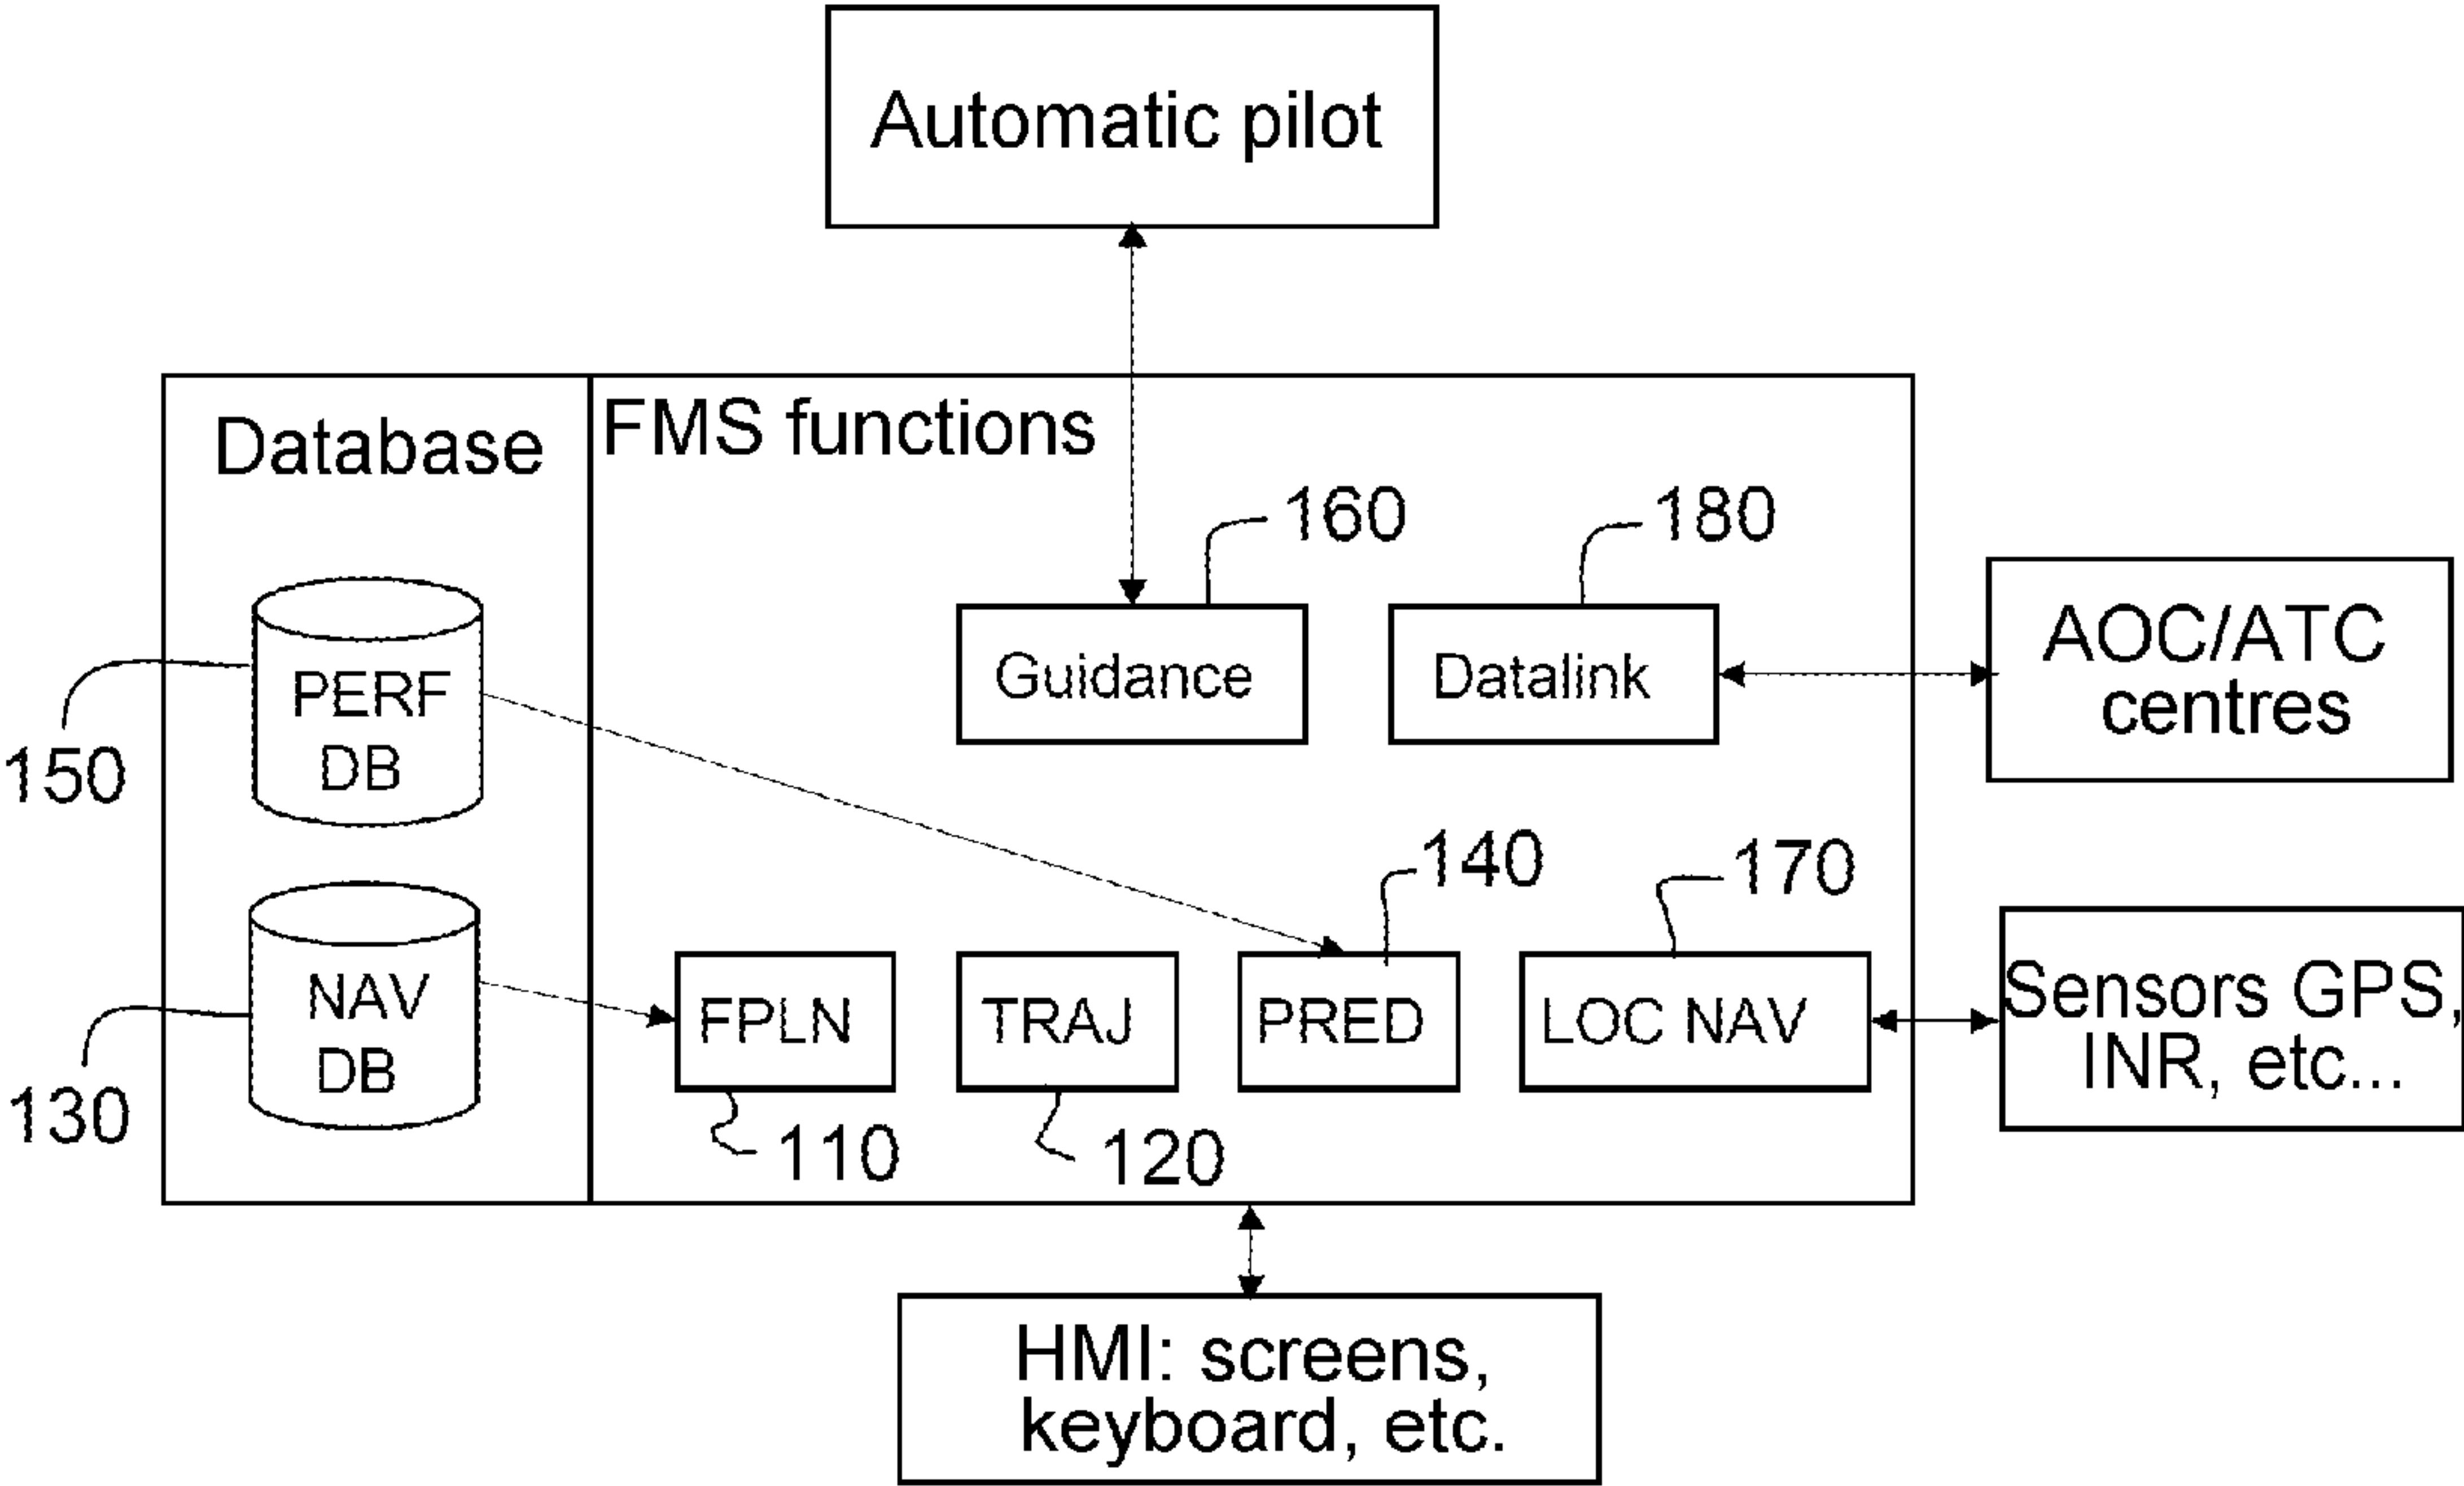 Automatic pilot
Database
FMS functions
160
180
AOC/ATC
centres
PERF
DB
150
Guidance
Datalink
140
170
NAV
DB
130
FPLN
TRAJ
PRED
LOC NAV
Sensors GPS,
INR, etc...
110
120
HMI: screens,
keyboard, etc.